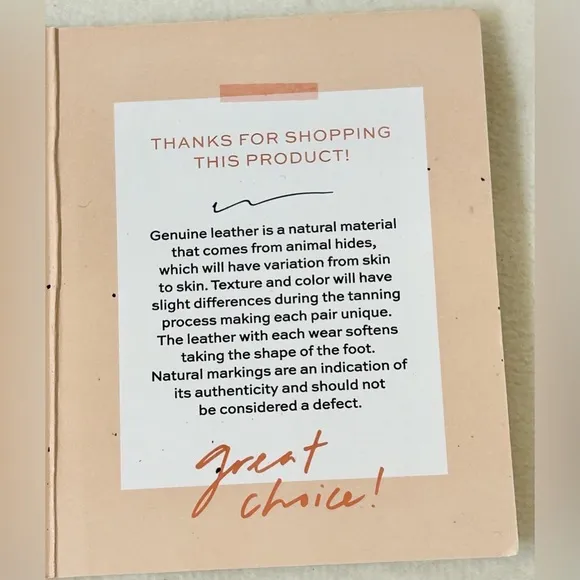 THANKS FOR SHOPPING
THIS PRODUCT!
Genuine leather is a natural material
that comes from animal hides,
which will have variation from skin
to skin. Texture and color will have
slight differences during the tanning
process making each pair unique.
The leather with each wear softens
taking the shape of the foot.
Natural markings are an indication of
its authenticity and should not
be considered a defect.
great
choice!